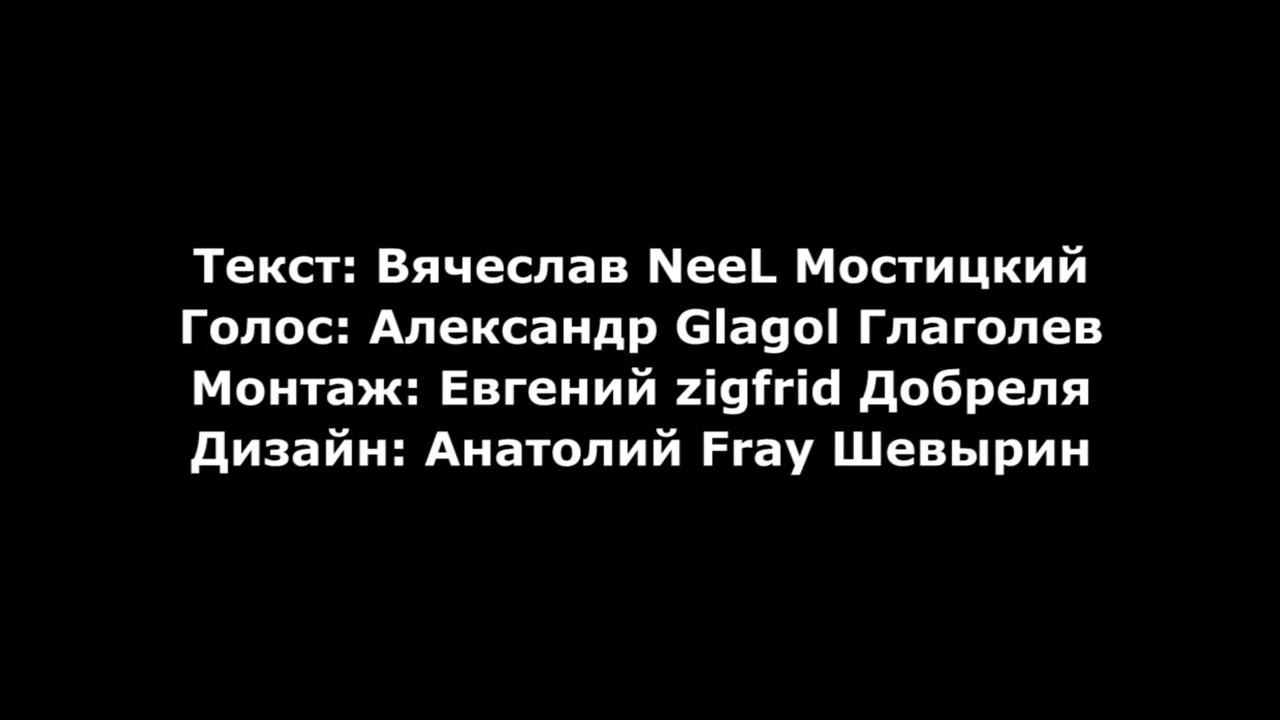 Текст: Вячеслав NeeL Мостицкий
Голос: Александр Glagol Глаголев
Монтаж: Евгений zigfrid Добреля
Дизайн: Анатолий Fray Шевырин